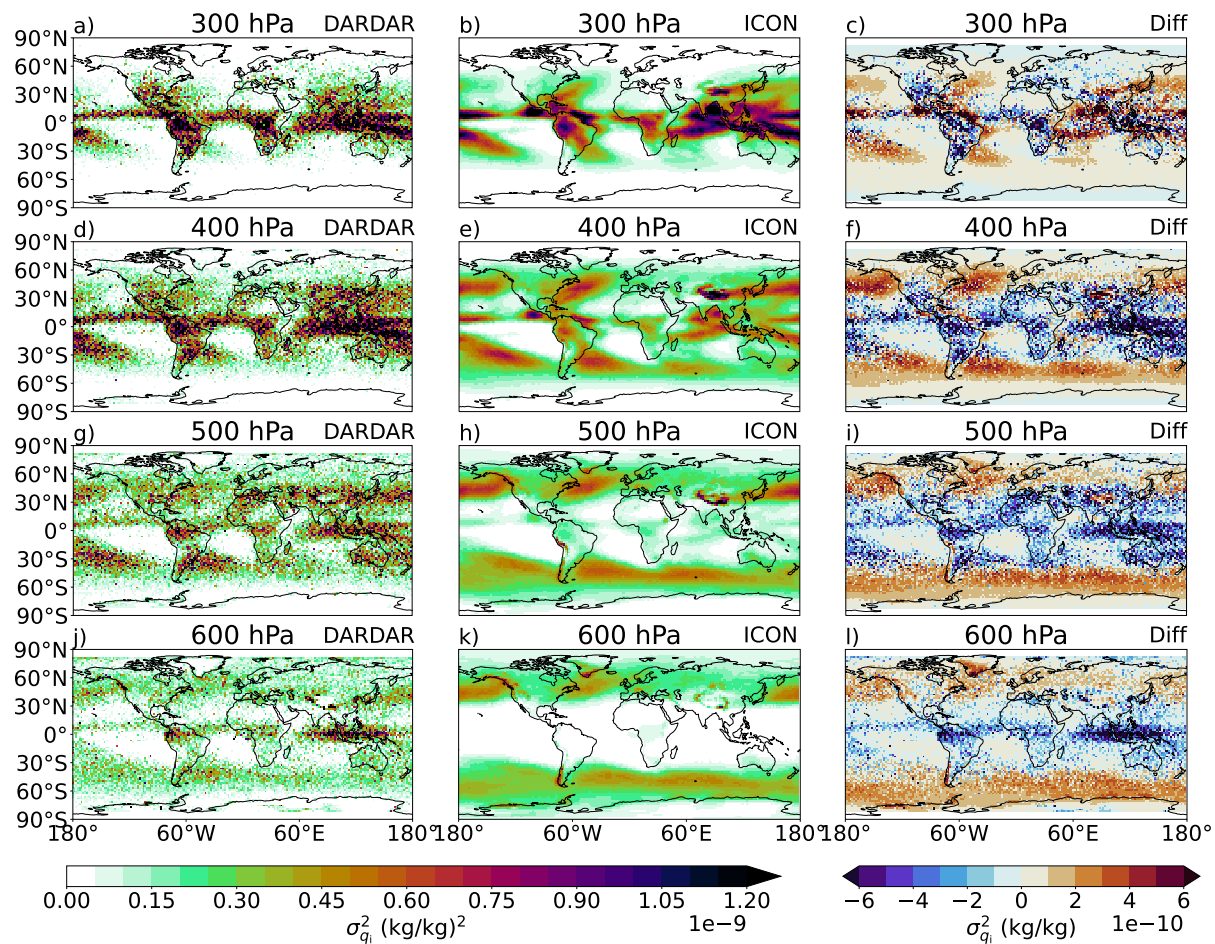 a) 300 hPa DARDAR b) 300 hPa ICON c) 300 hPa Diff
90°N
60°N
30°N
0°
30°S
60°S
90°S
d) 400 hPa DARDAR e) 400 hPa ICON f) 400 hPa Diff
90°N
60°N
30°N
0°
30°S
60°S
90°S
g) 500 hPa DARDAR h) 500 hPa ICON i) 500 hPa Diff
90°N
60°N
30°N
0°
30°S
60°S
90°S
j) 600 hPa DARDAR k) 600 hPa ICON l) 600 hPa Diff
90°N
60°N
30°N
0°
30°S
60°S
90°S
180° 60°W 60°E 180° 60°W 60°E 180° 60°W 60°E 180°
0.00 0.15 0.30 0.45 0.60 0.75 0.90 1.05 1.20 −6 −4 −2 0 2 4 6
σ²qᵢ (kg/kg)² 1e−9 σ²qᵢ (kg/kg) 1e−10